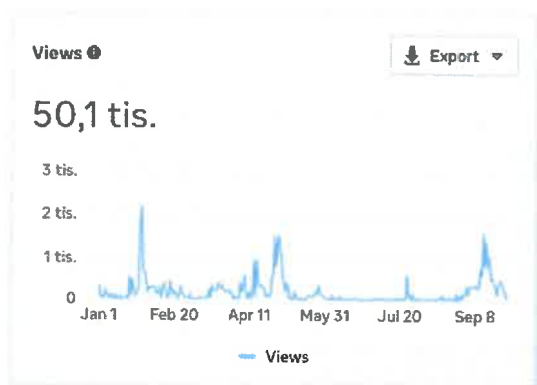 Views
Export
50,1 tis.
3 tis.
2 tis.
1 tis.
0
Jan 1 Feb 20 Apr 11 May 31 Jul 20 Sep 8
Views